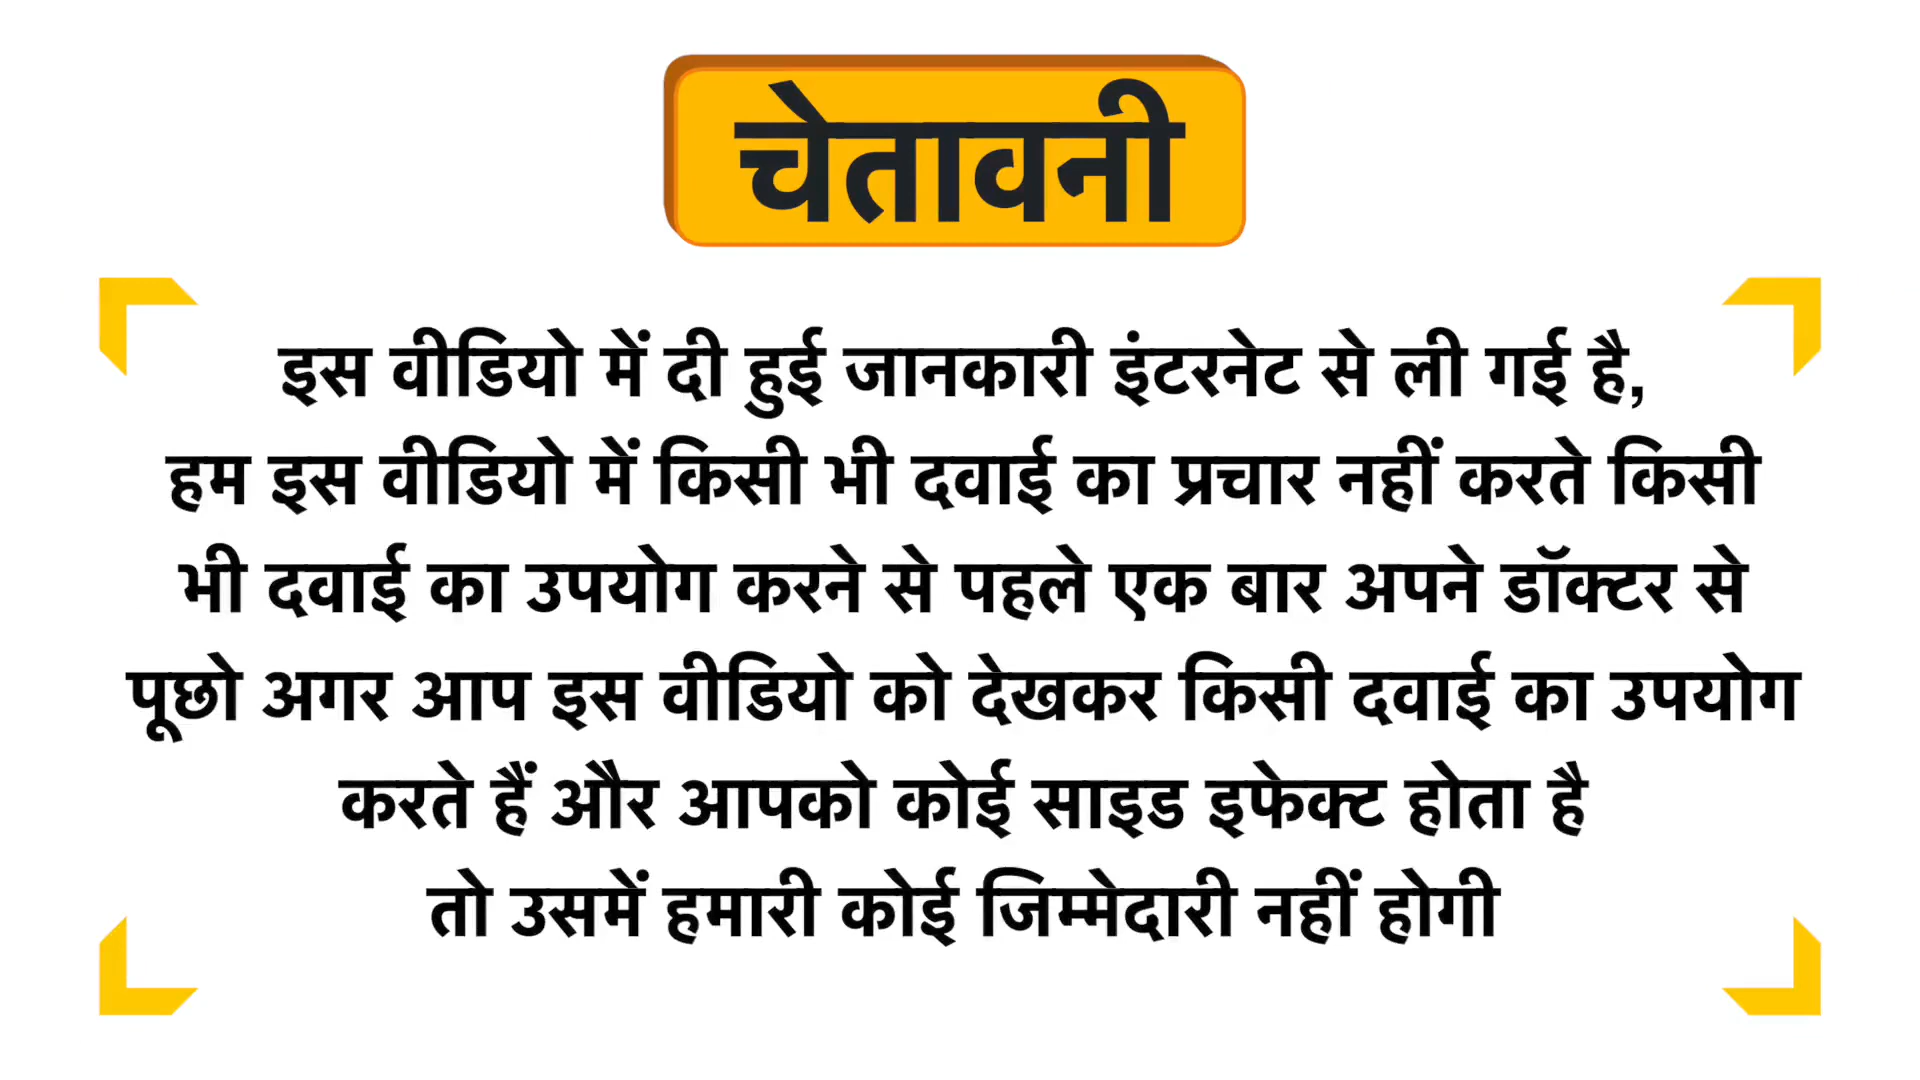 चेतावनी
इस वीडियो में दी हुई जानकारी इंटरनेट से ली गई है,
हम इस वीडियो में किसी भी दवाई का प्रचार नहीं करते किसी
भी दवाई का उपयोग करने से पहले एक बार अपने डॉक्टर से
पूछो अगर आप इस वीडियो को देखकर किसी दवाई का उपयोग
करते हैं और आपको कोई साइड इफेक्ट होता है
तो उसमें हमारी कोई जिम्मेदारी नहीं होगी